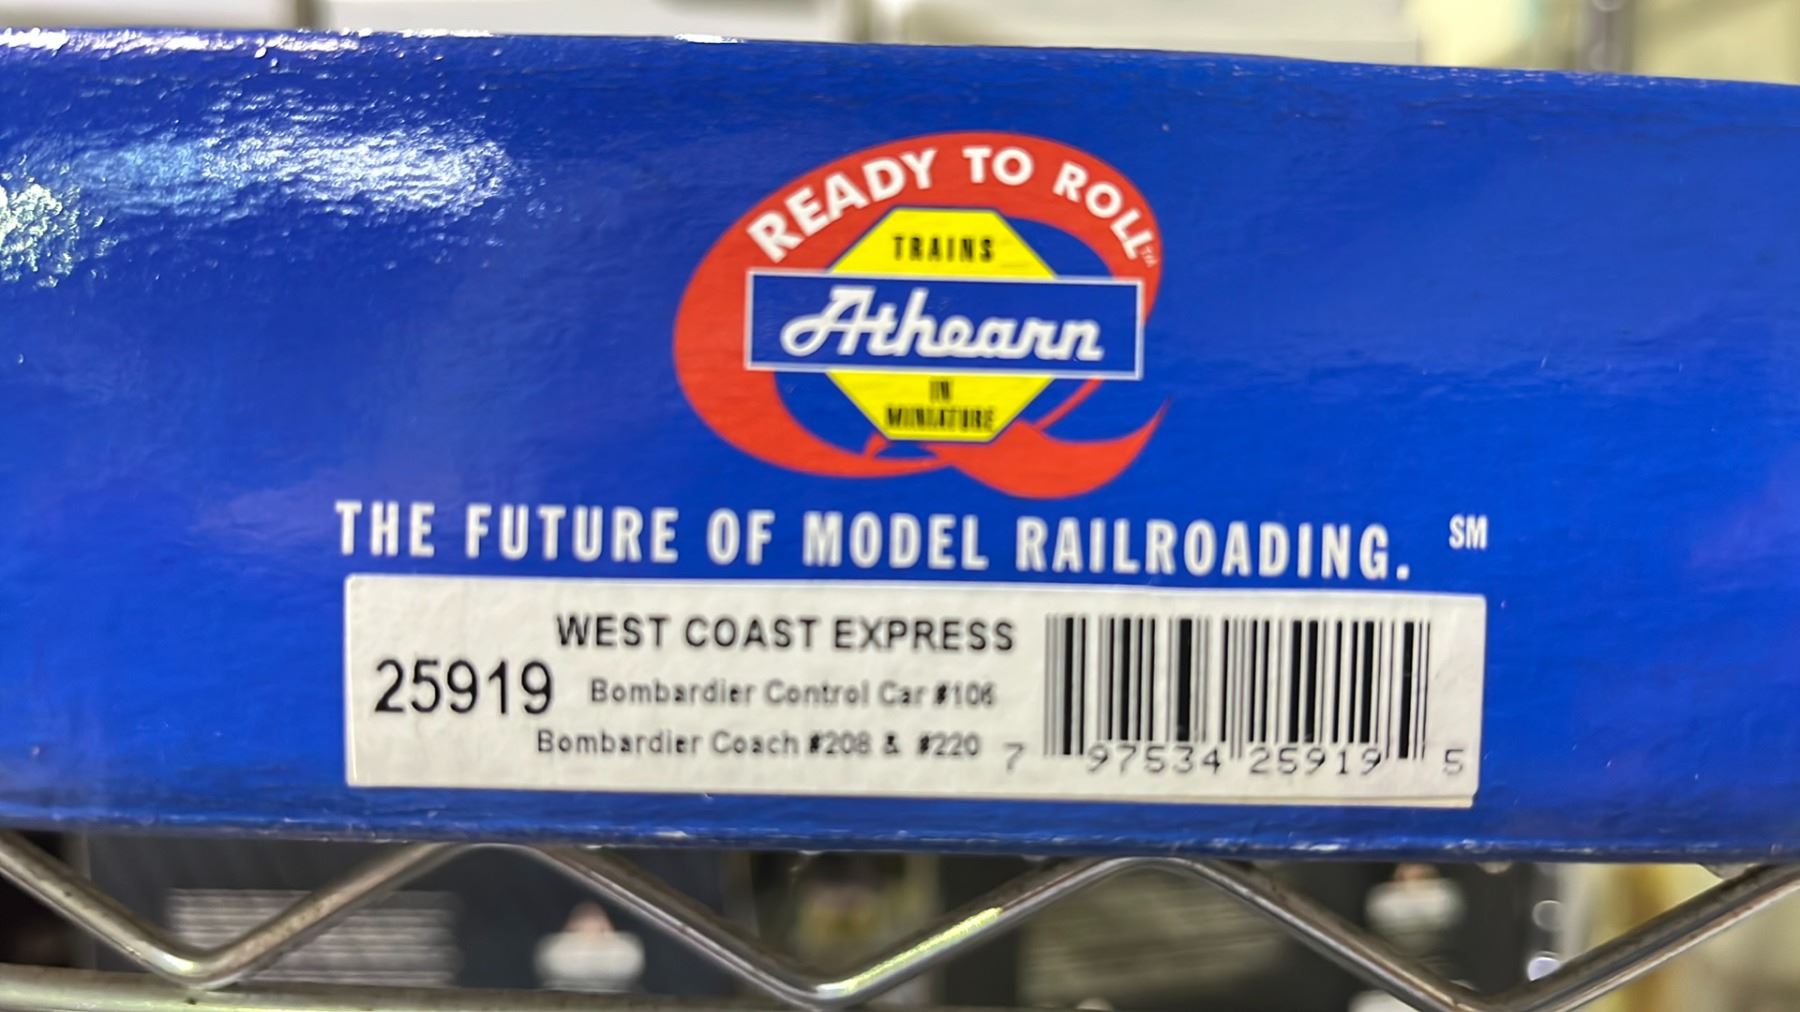 READY TO ROLL™
TRAINS
Athearn
IN
MINIATURE
THE FUTURE OF MODEL RAILROADING. SM
WEST COAST EXPRESS
25919 Bombardier Control Car #106
Bombardier Coach #208 & #220
7 97534 25919 5